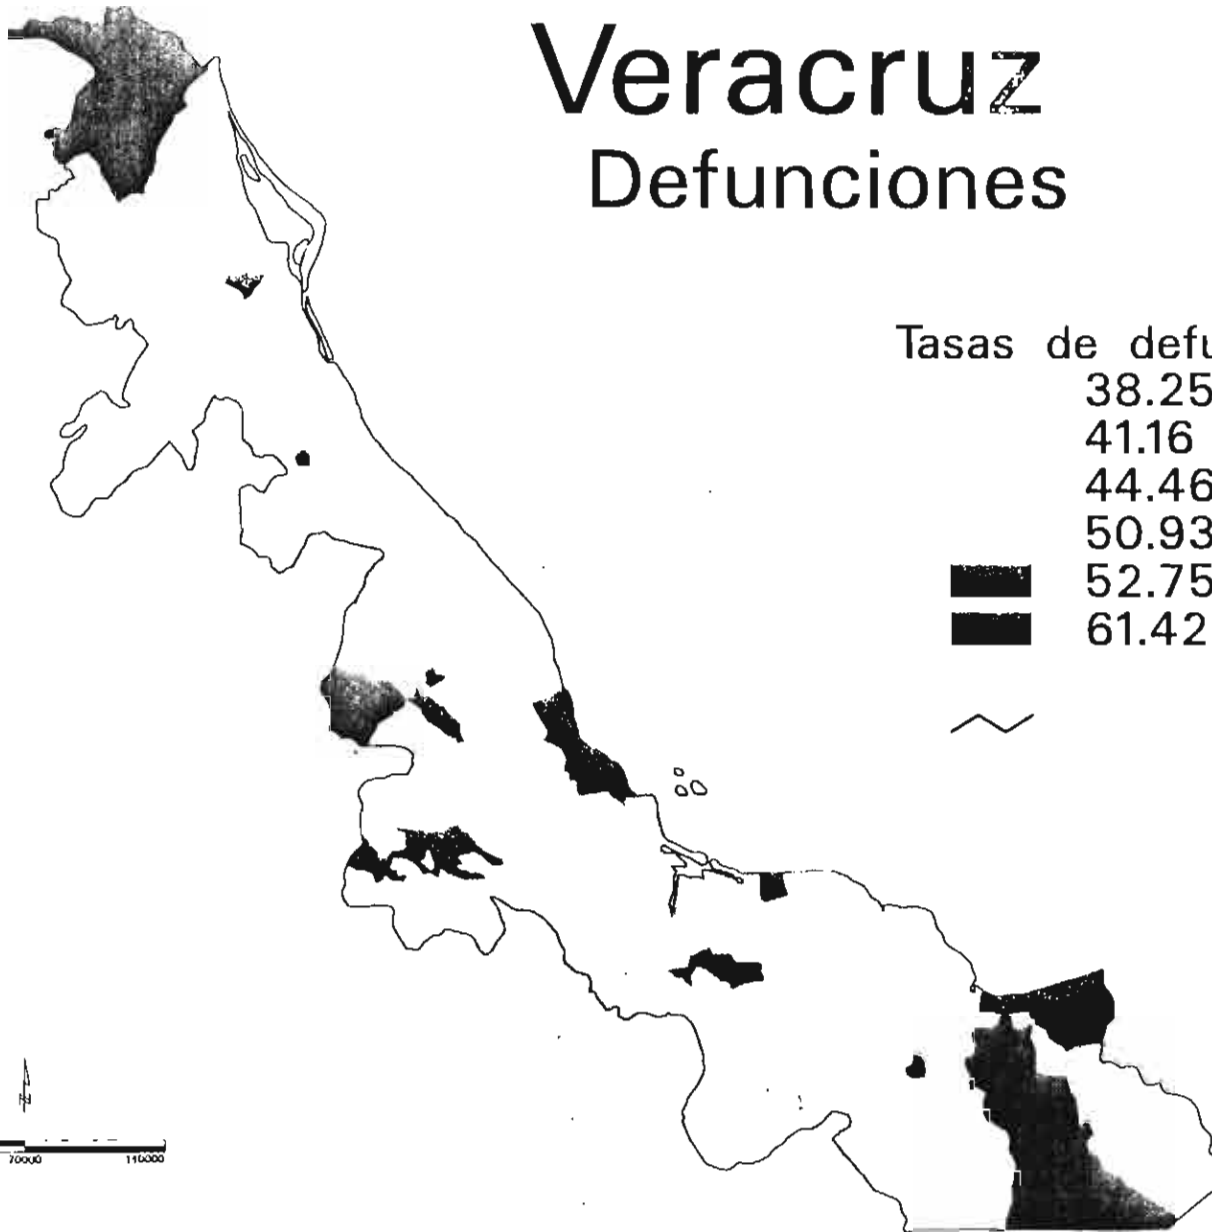 Veracruz
Defunciones
Tasas de defu
38.25
41.16
44.46
50.93
52.75
61.42
N
70000 110000